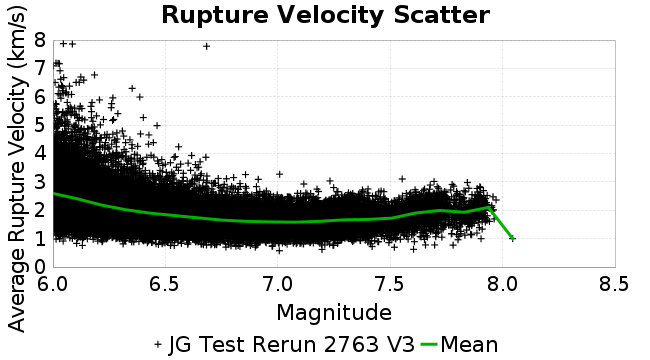 Rupture Velocity Scatter
Average Rupture Velocity (km/s)
8
7
6
5
4
3
2
1
0
6.0 6.5 7.0 7.5 8.0 8.5
Magnitude
JG Test Rerun 2763 V3 Mean